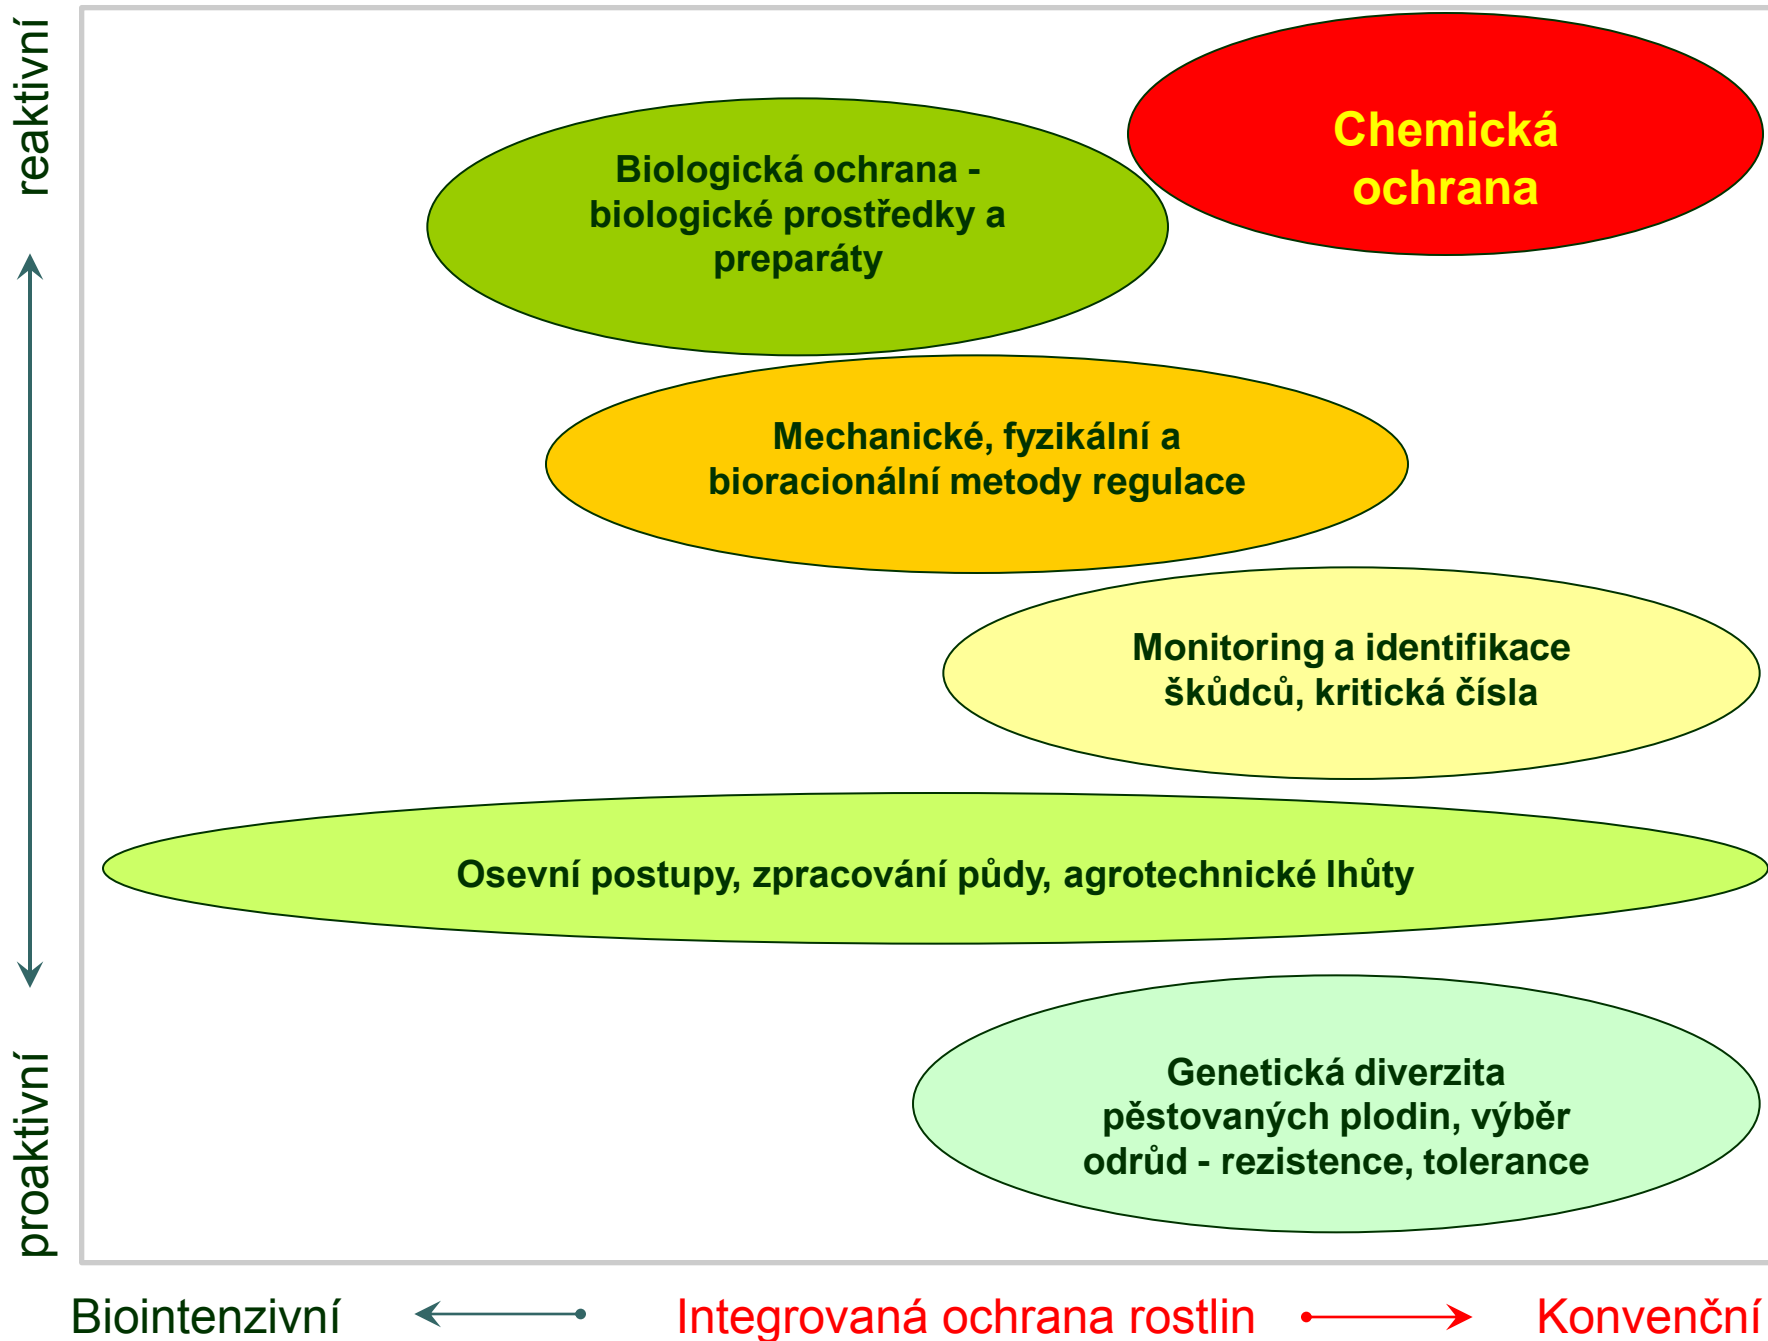 reaktivní
Chemická
ochrana
Biologická ochrana -
biologické prostředky a
preparáty
Mechanické, fyzikální a
bioracionální metody regulace
Monitoring a identifikace
škůdců, kritická čísla
Osevní postupy, zpracování půdy, agrotechnické lhůty
Genetická diverzita
pěstovaných plodin, výběr
odrůd - rezistence, tolerance
proaktivní
Biointenzivní Integrovaná ochrana rostlin Konvenční